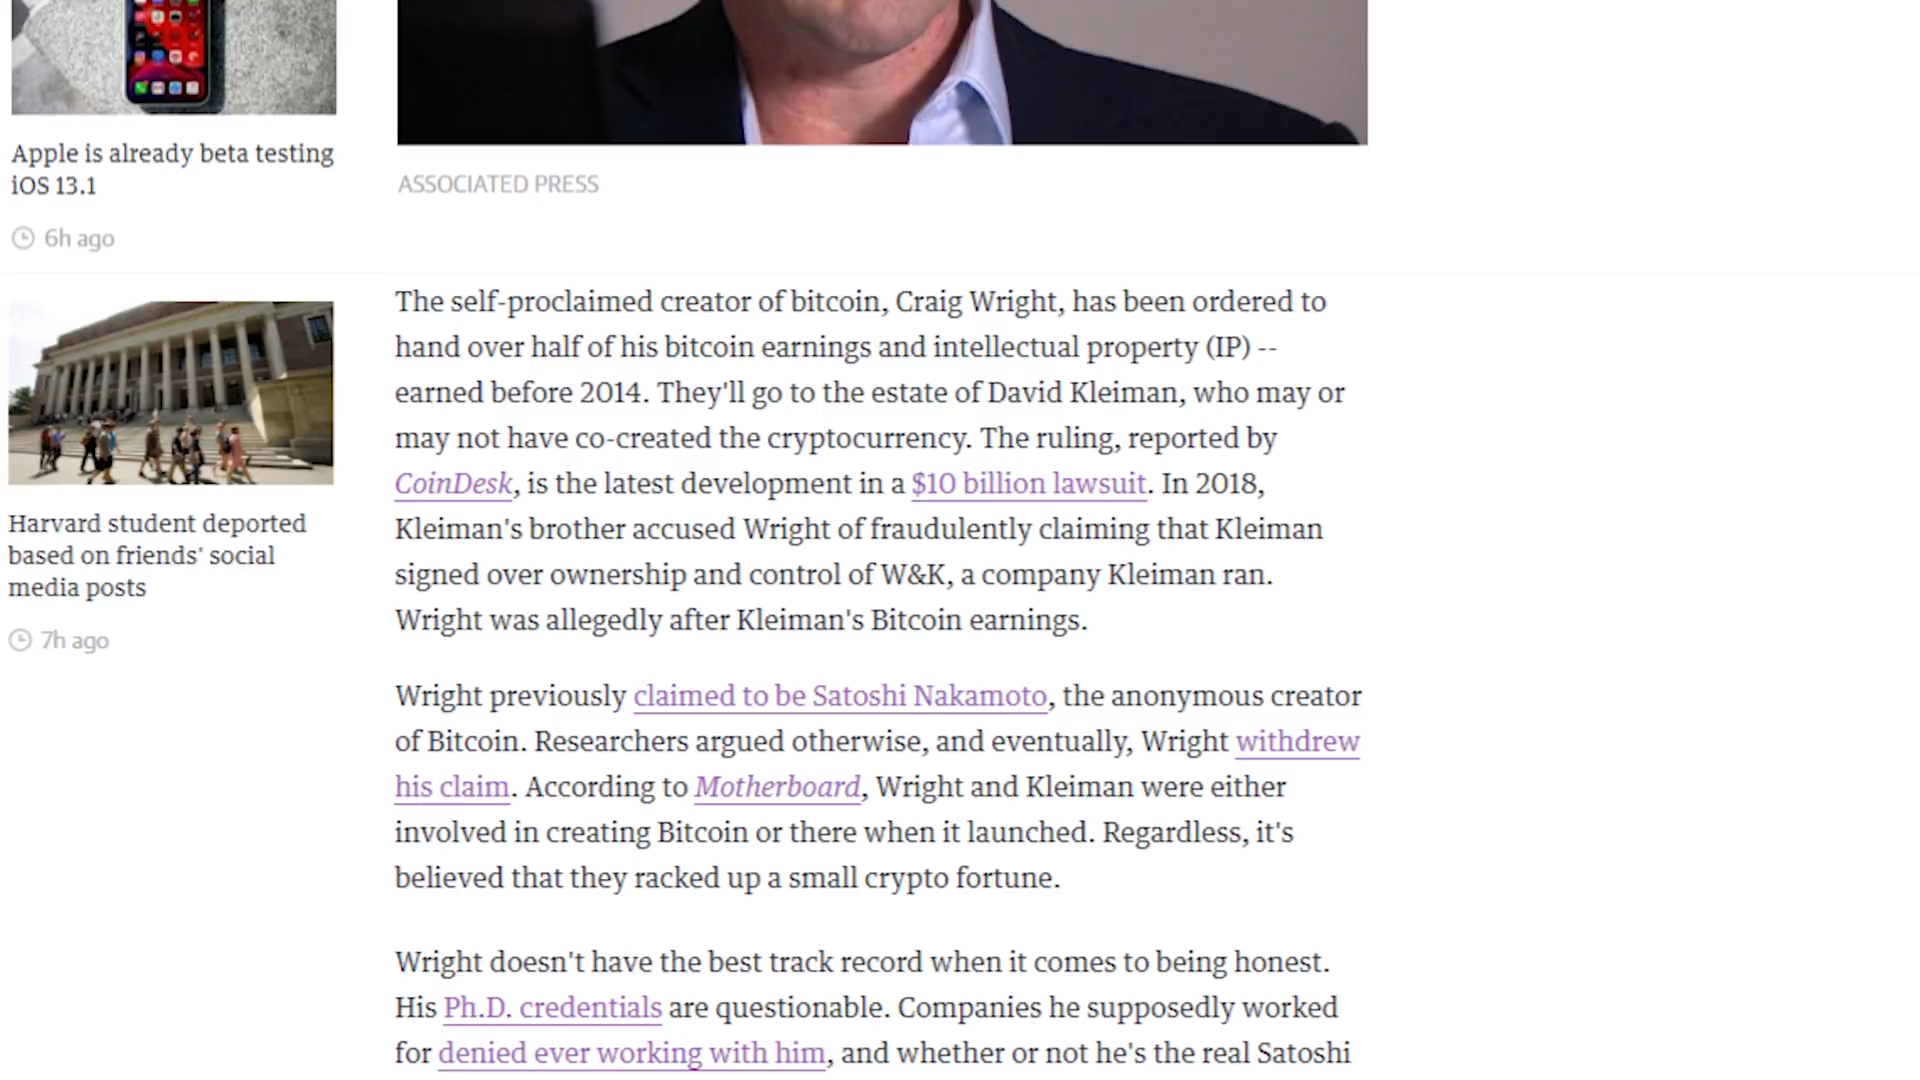 Apple is already beta testing
iOS 13.1
6h ago
Harvard student deported
based on friends' social
media posts
7h ago
ASSOCIATED PRESS
The self-proclaimed creator of bitcoin, Craig Wright, has been ordered to
hand over half of his bitcoin earnings and intellectual property (IP) --
earned before 2014. They'll go to the estate of David Kleiman, who may or
may not have co-created the cryptocurrency. The ruling, reported by
CoinDesk, is the latest development in a $10 billion lawsuit. In 2018,
Kleiman's brother accused Wright of fraudulently claiming that Kleiman
signed over ownership and control of W&K, a company Kleiman ran.
Wright was allegedly after Kleiman's Bitcoin earnings.
Wright previously claimed to be Satoshi Nakamoto, the anonymous creator
of Bitcoin. Researchers argued otherwise, and eventually, Wright withdrew
his claim. According to Motherboard, Wright and Kleiman were either
involved in creating Bitcoin or there when it launched. Regardless, it's
believed that they racked up a small crypto fortune.
Wright doesn't have the best track record when it comes to being honest.
His Ph.D. credentials are questionable. Companies he supposedly worked
for denied ever working with him, and whether or not he's the real Satoshi